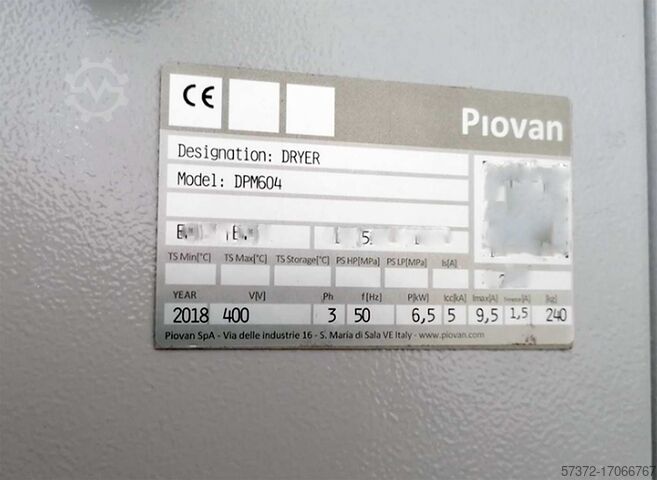 CE
Piovan
Designation: DRYER
Model: DPM604
TS Min[°C] TS Max[°C] TS Storage[°C] PS HP[MPa] PS LP[MPa] Is[A]
YEAR V[V] Ph f[Hz] P[kW] Icc[kA] Imax[A] [kg]
2018 400 3 50 6,5 5 9,5 1,5 240
Piovan SpA - Via delle industrie 16 - S. Maria di Sala VE Italy - www.piovan.com
57372-17066767